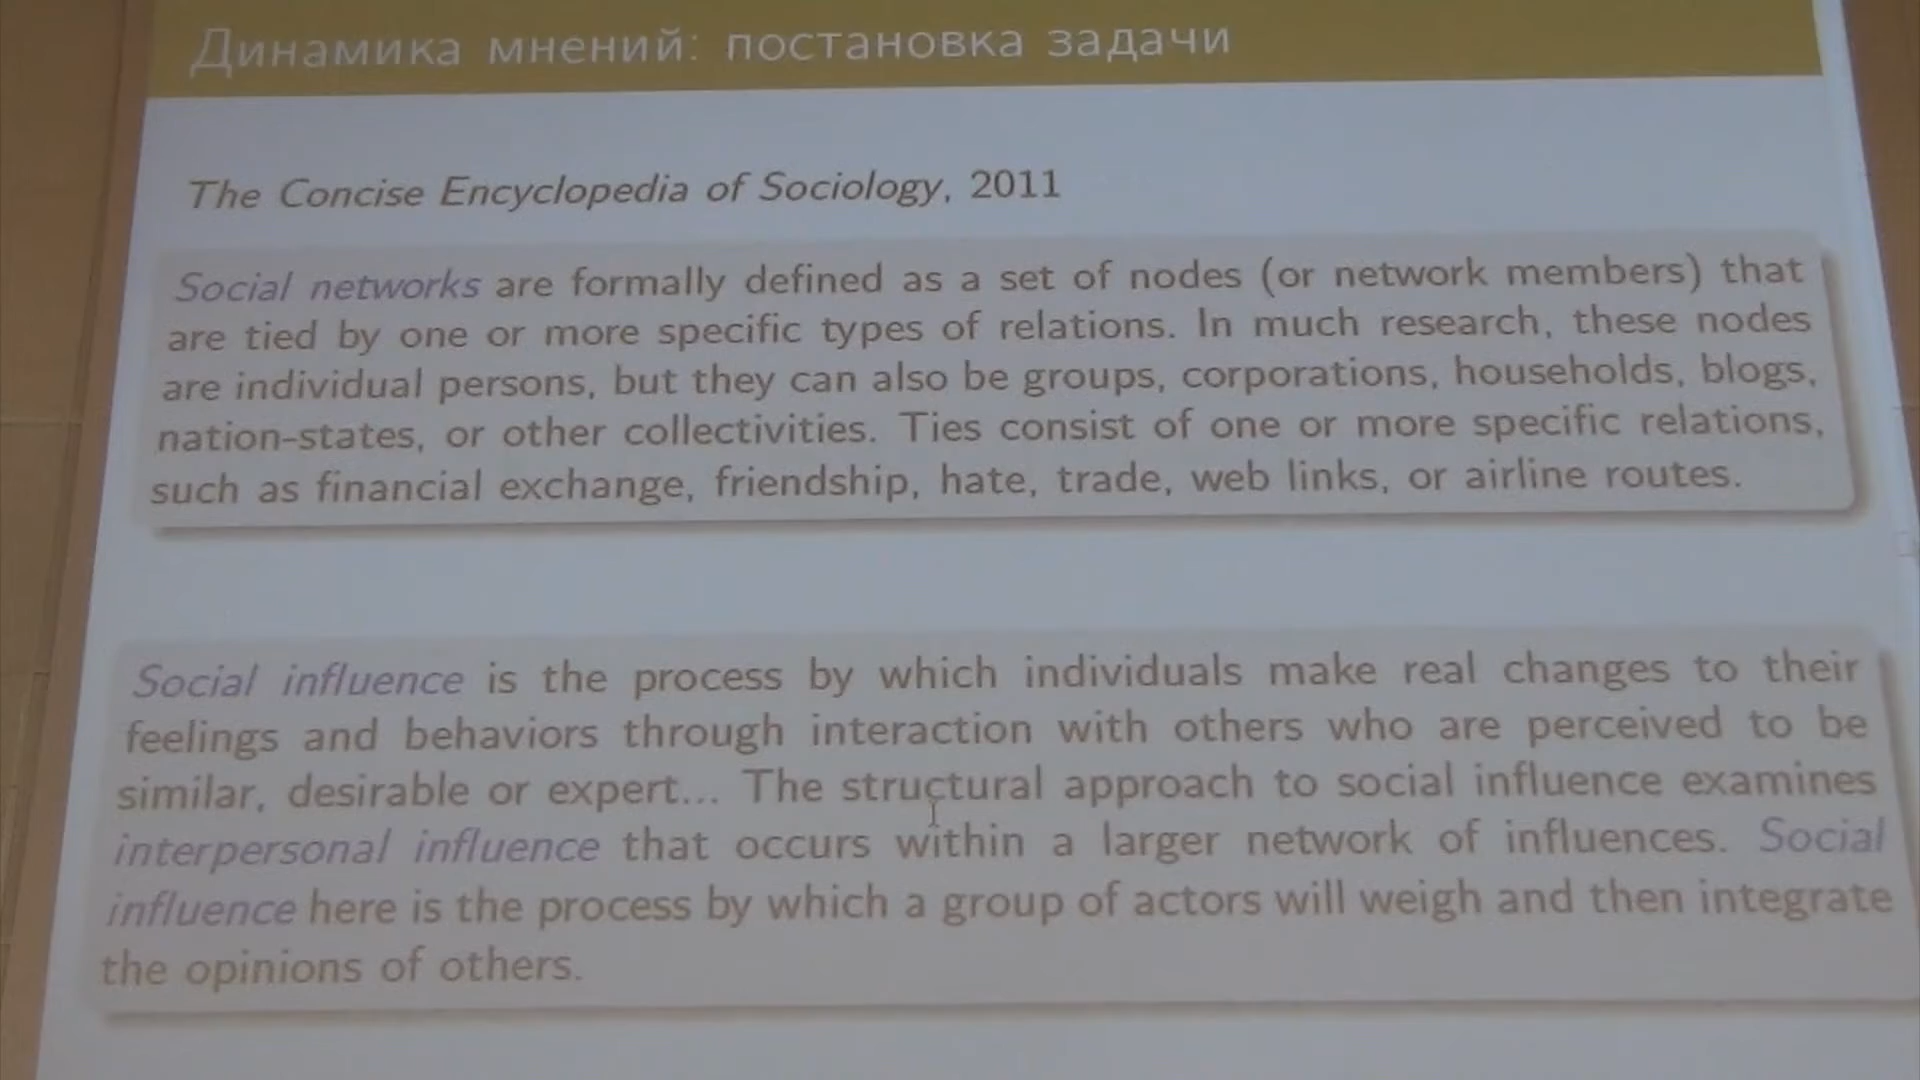 Динамика мнений: постановка задачи
The Concise Encyclopedia of Sociology, 2011
Social networks are formally defined as a set of nodes (or network members) that
are tied by one or more specific types of relations. In much research, these nodes
are individual persons, but they can also be groups, corporations, households, blogs,
nation-states, or other collectivities. Ties consist of one or more specific relations,
such as financial exchange, friendship, hate, trade, web links, or airline routes.
Social influence is the process by which individuals make real changes to their
feelings and behaviors through interaction with others who are perceived to be
similar, desirable or expert... The structural approach to social influence examines
interpersonal influence that occurs within a larger network of influences. Social
influence here is the process by which a group of actors will weigh and then integrate
the opinions of others.